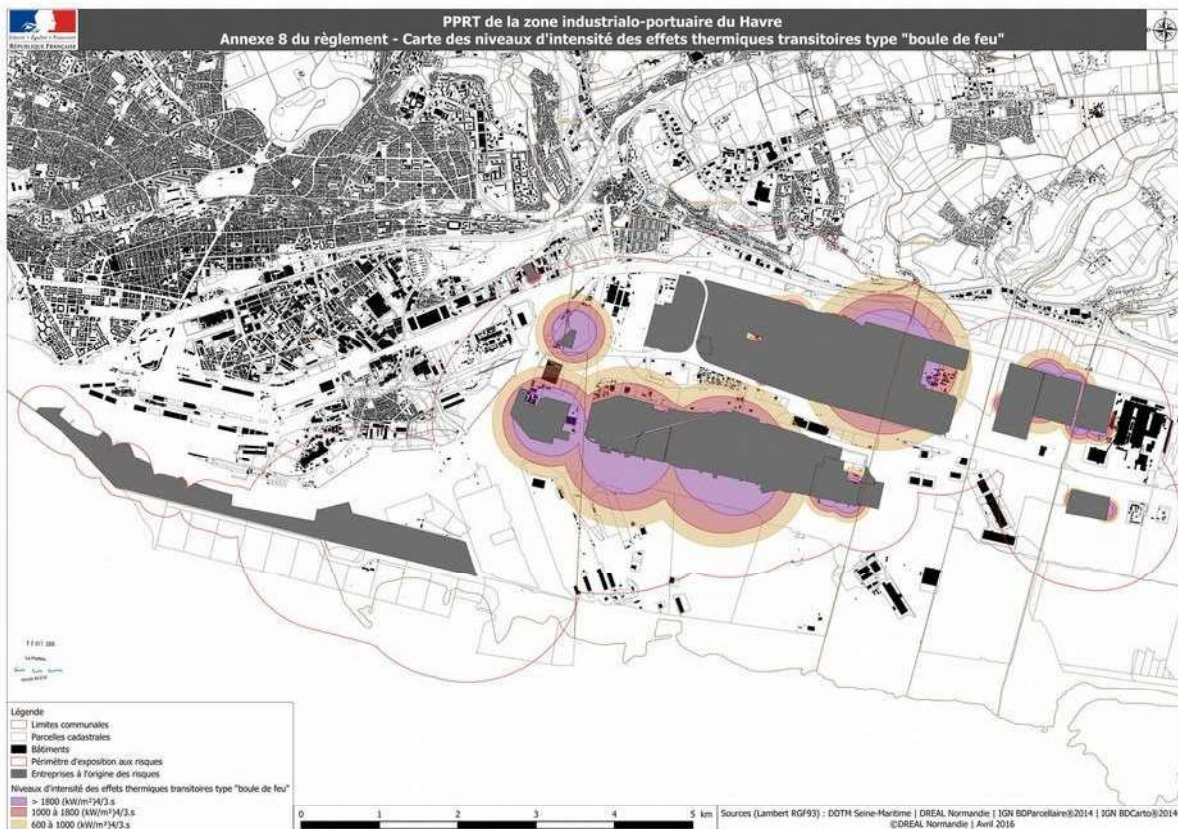 PPRT de la zone industrialo-portuaire du Havre
Annexe 8 du règlement - Carte des niveaux d'intensité des effets thermiques transitoires type "boule de feu"
Liberté • Égalité • Fraternité
RÉPUBLIQUE FRANÇAISE
Légende
Limites communales
Parcelles cadastrales
Bâtiments
Périmètre d'exposition aux risques
Entreprises à l'origine des risques
Niveaux d'intensité des effets thermiques transitoires type "boule de feu"
> 1800 (kW/m²)4/3.s
1000 à 1800 (kW/m²)4/3.s
600 à 1000 (kW/m²)4/3.s
0 1 2 3 4 5 km
Sources (Lambert RGF93) : DDTM Seine-Maritime | DREAL Normandie | IGN BDParcellaire®2014 | IGN BDCarto®2014
©DREAL Normandie | Avril 2016